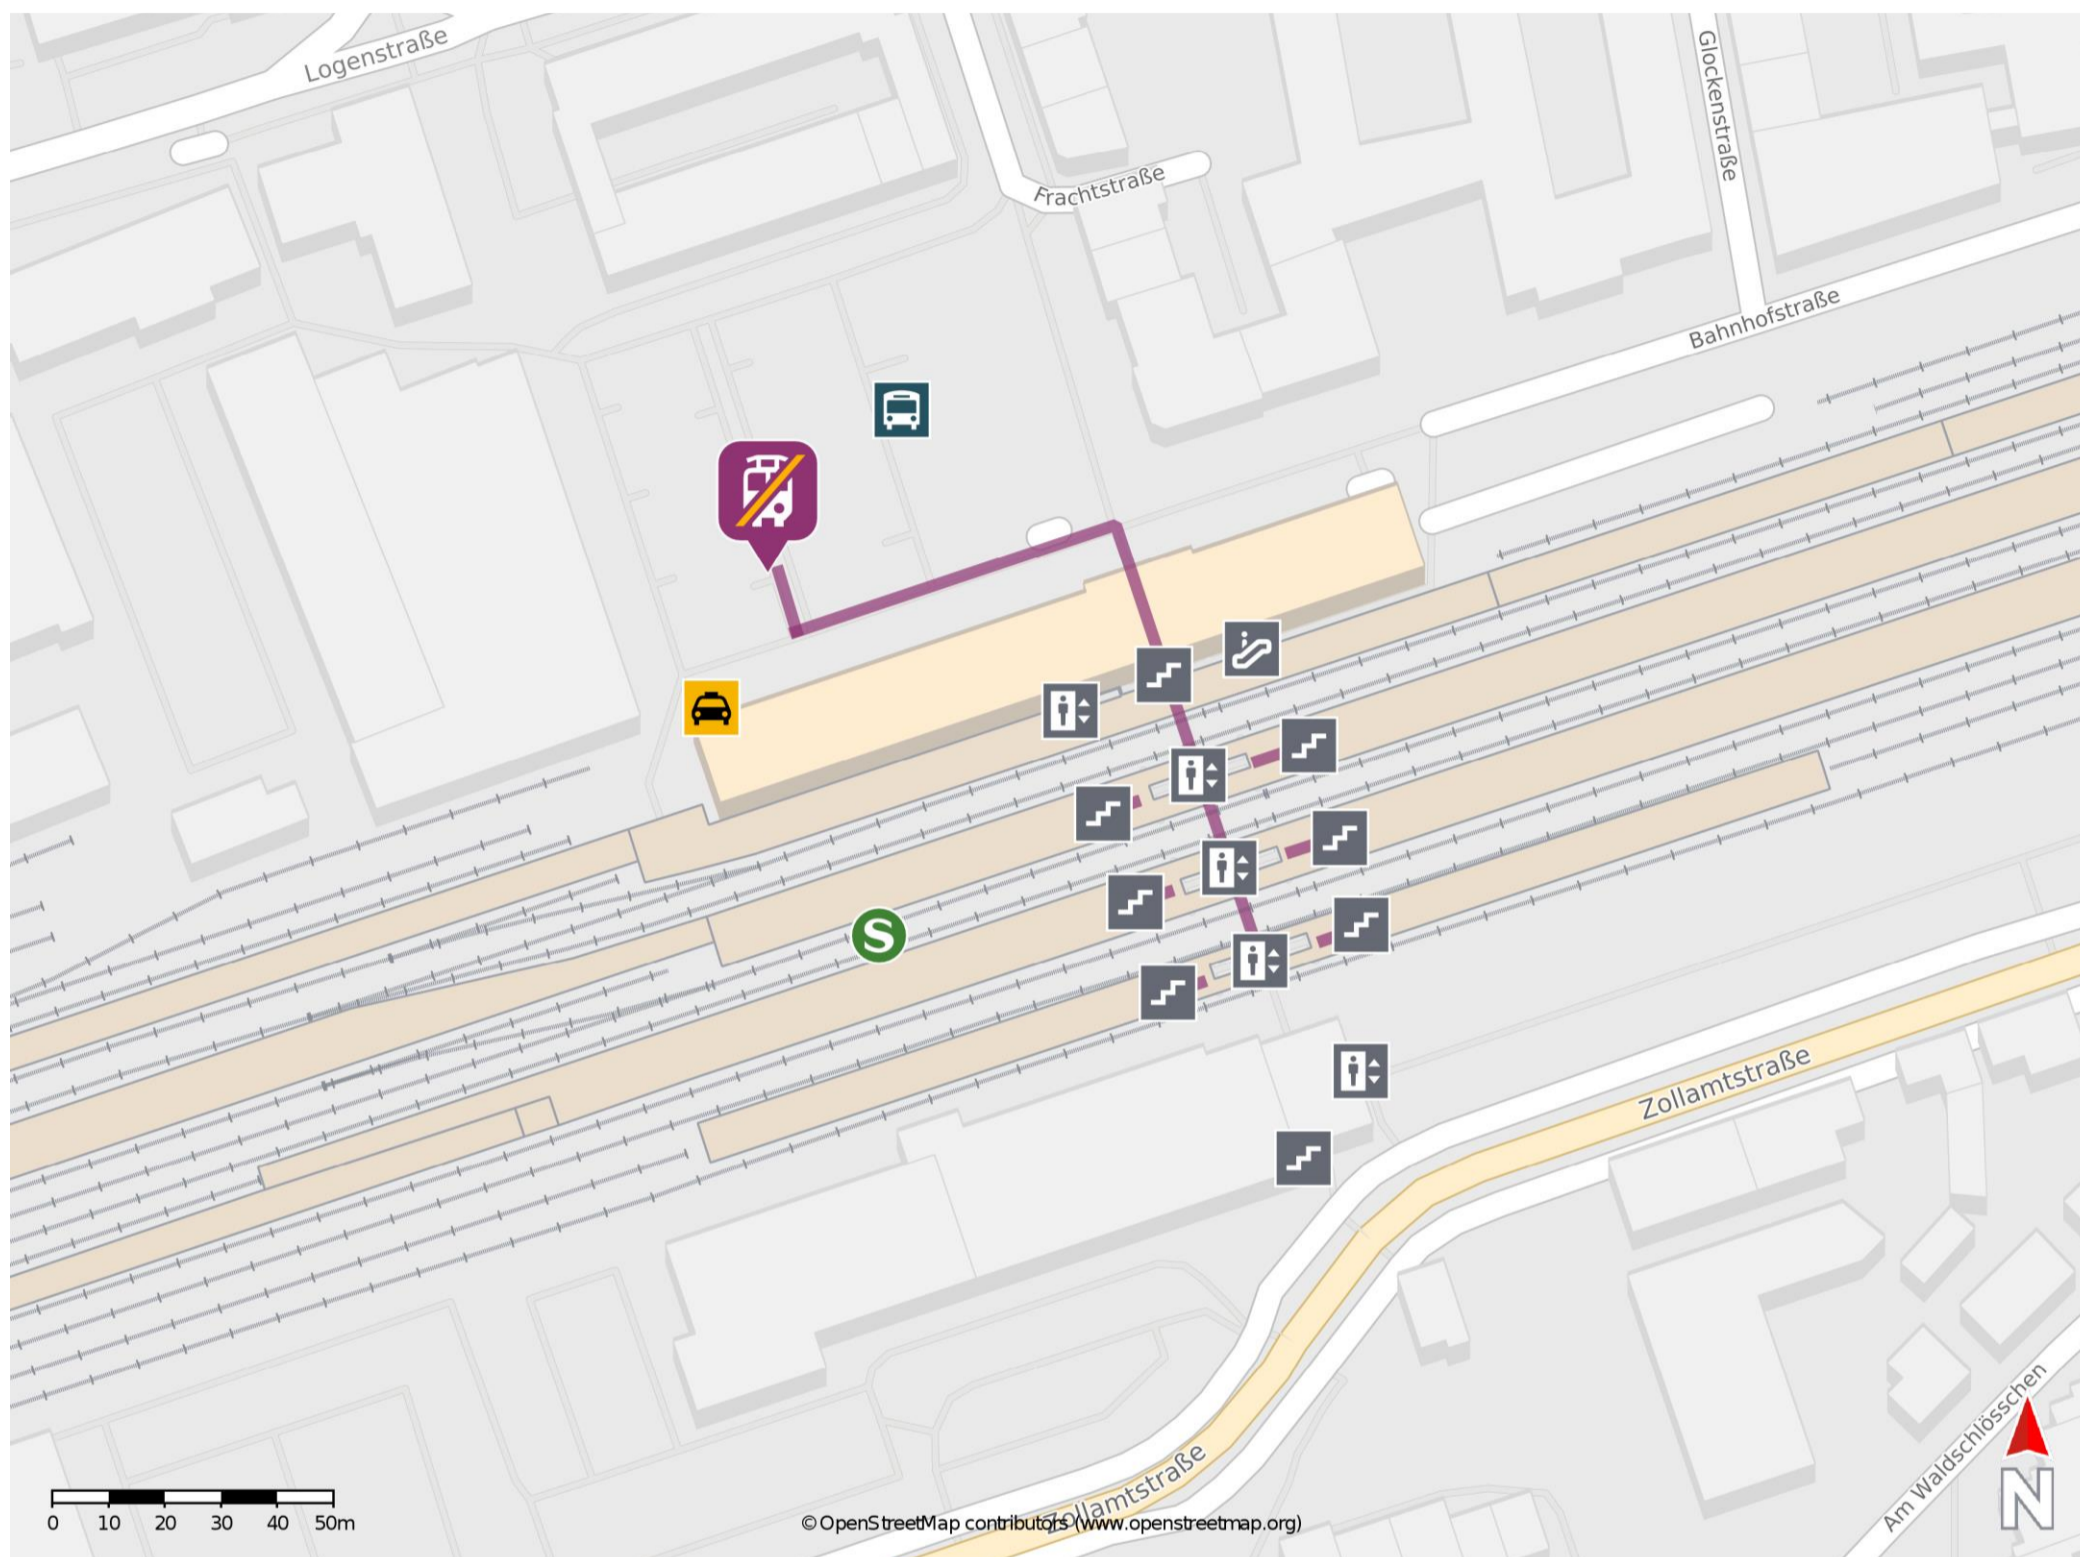 Logenstraße
Glockenstraße
Frachtstraße
Bahnhofstraße
S
Zollamtstraße
Am Waldschlösschen
Zollamtstraße
N
0 10 20 30 40 50m
©OpenStreetMap contributors (www.openstreetmap.org)